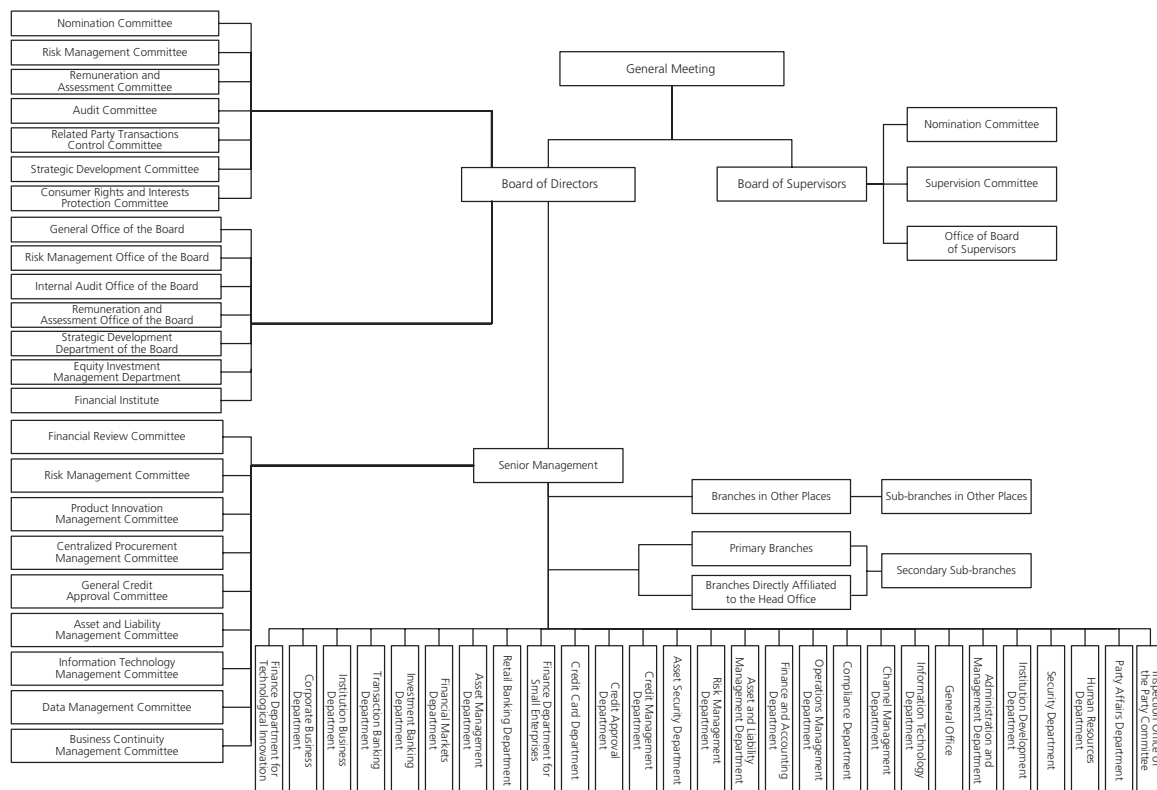 Nomination Committee
Risk Management Committee
Remuneration and
Assessment Committee
Audit Committee
Related Party Transactions
Control Committee
Strategic Development Committee
Consumer Rights and Interests
Protection Committee
General Office of the Board
Risk Management Office of the Board
Internal Audit Office of the Board
Remuneration and
Assessment Office of the Board
Strategic Development
Department of the Board
Equity Investment
Management Department
Financial Institute
Financial Review Committee
Risk Management Committee
Product Innovation
Management Committee
Centralized Procurement
Management Committee
General Credit
Approval Committee
Asset and Liability
Management Committee
Information Technology
Management Committee
Data Management Committee
Business Continuity
Management Committee
General Meeting
Board of Directors
Board of Supervisors
Nomination Committee
Supervision Committee
Office of Board
of Supervisors
Senior Management
Branches in Other Places
Sub-branches in Other Places
Primary Branches
Branches Directly Affiliated
to the Head Office
Secondary Sub-branches
Finance Department for
Technological Innovation
Corporate Business
Department
Institution Business
Department
Transaction Banking
Department
Investment Banking
Department
Financial Markets
Department
Asset Management
Department
Retail Banking Department
Finance Department for
Small Enterprises
Credit Card Department
Credit Approval
Department
Credit Management
Department
Asset Security Department
Risk Management
Department
Asset and Liability
Management Department
Finance and Accounting
Department
Operations Management
Department
Compliance Department
Channel Management
Department
Information Technology
Department
General Office
Administration and
Management Department
Institution Development
Department
Security Department
Human Resources
Department
Party Affairs Department
Inspection Office of
the Party Committee